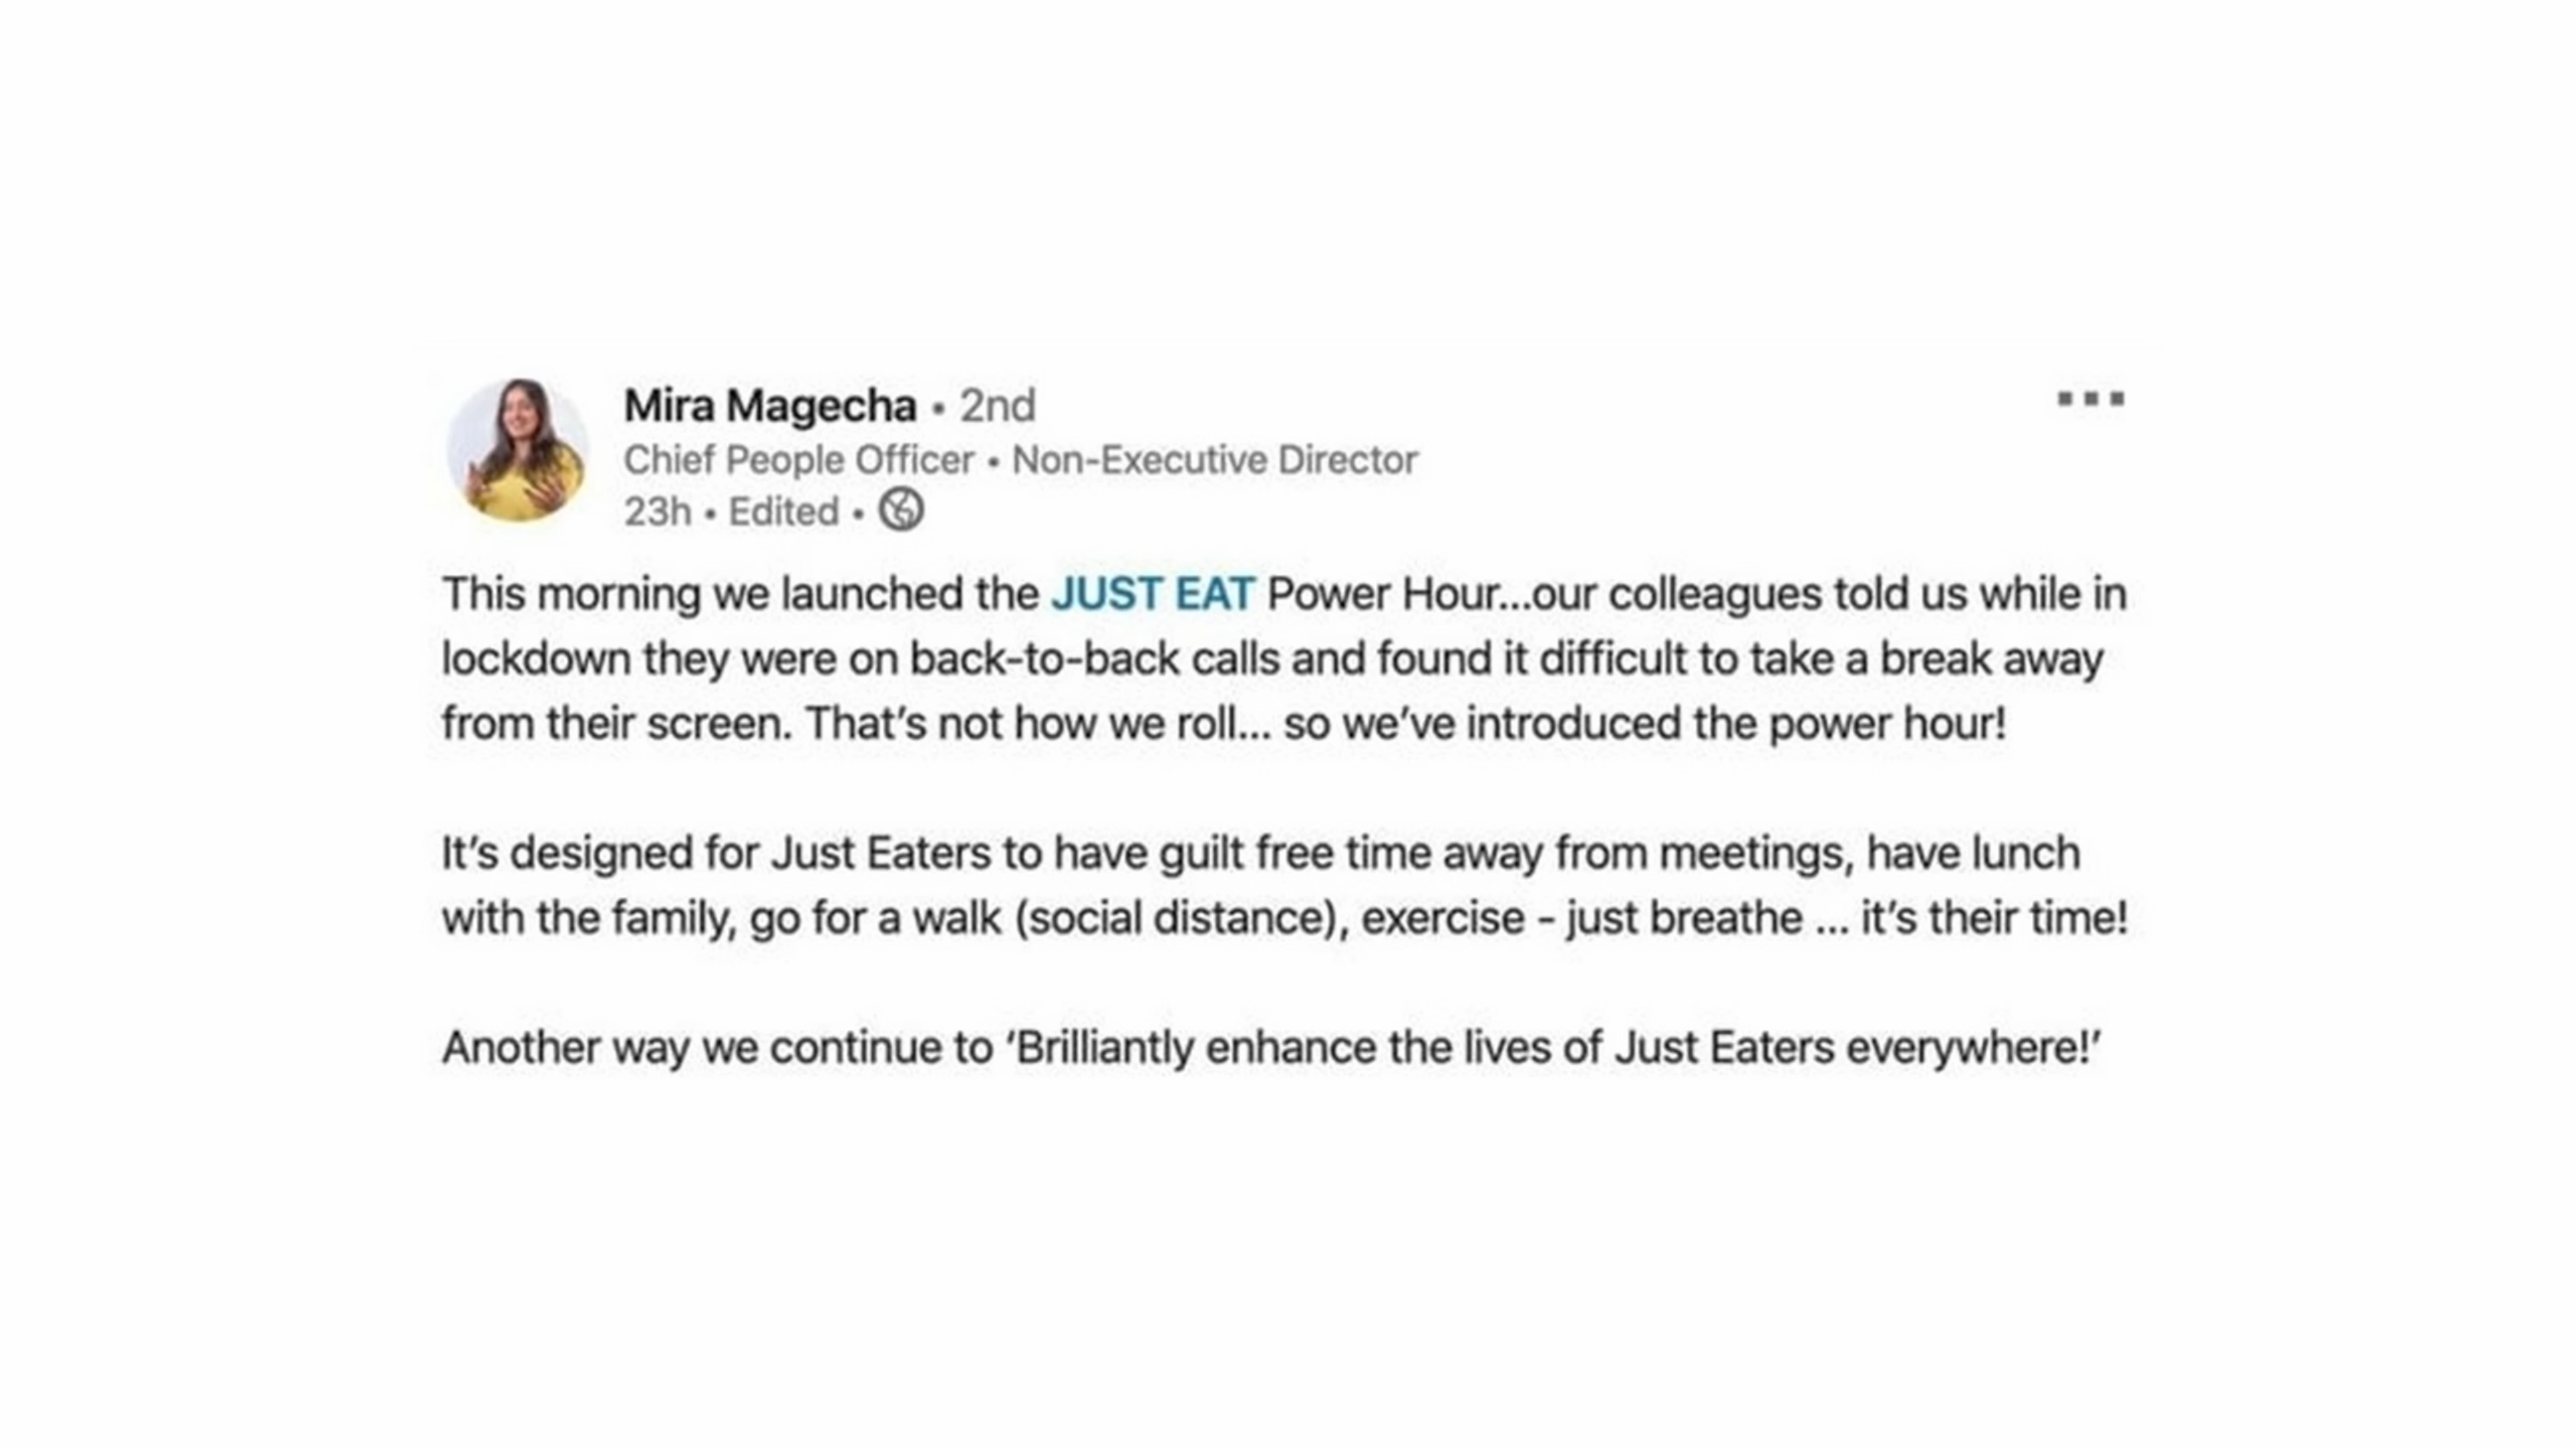 Mira Magecha • 2nd
Chief People Officer • Non-Executive Director
23h • Edited •
This morning we launched the JUST EAT Power Hour...our colleagues told us while in
lockdown they were on back-to-back calls and found it difficult to take a break away
from their screen. That’s not how we roll... so we’ve introduced the power hour!
It’s designed for Just Eaters to have guilt free time away from meetings, have lunch
with the family, go for a walk (social distance), exercise - just breathe ... it’s their time!
Another way we continue to ‘Brilliantly enhance the lives of Just Eaters everywhere!’